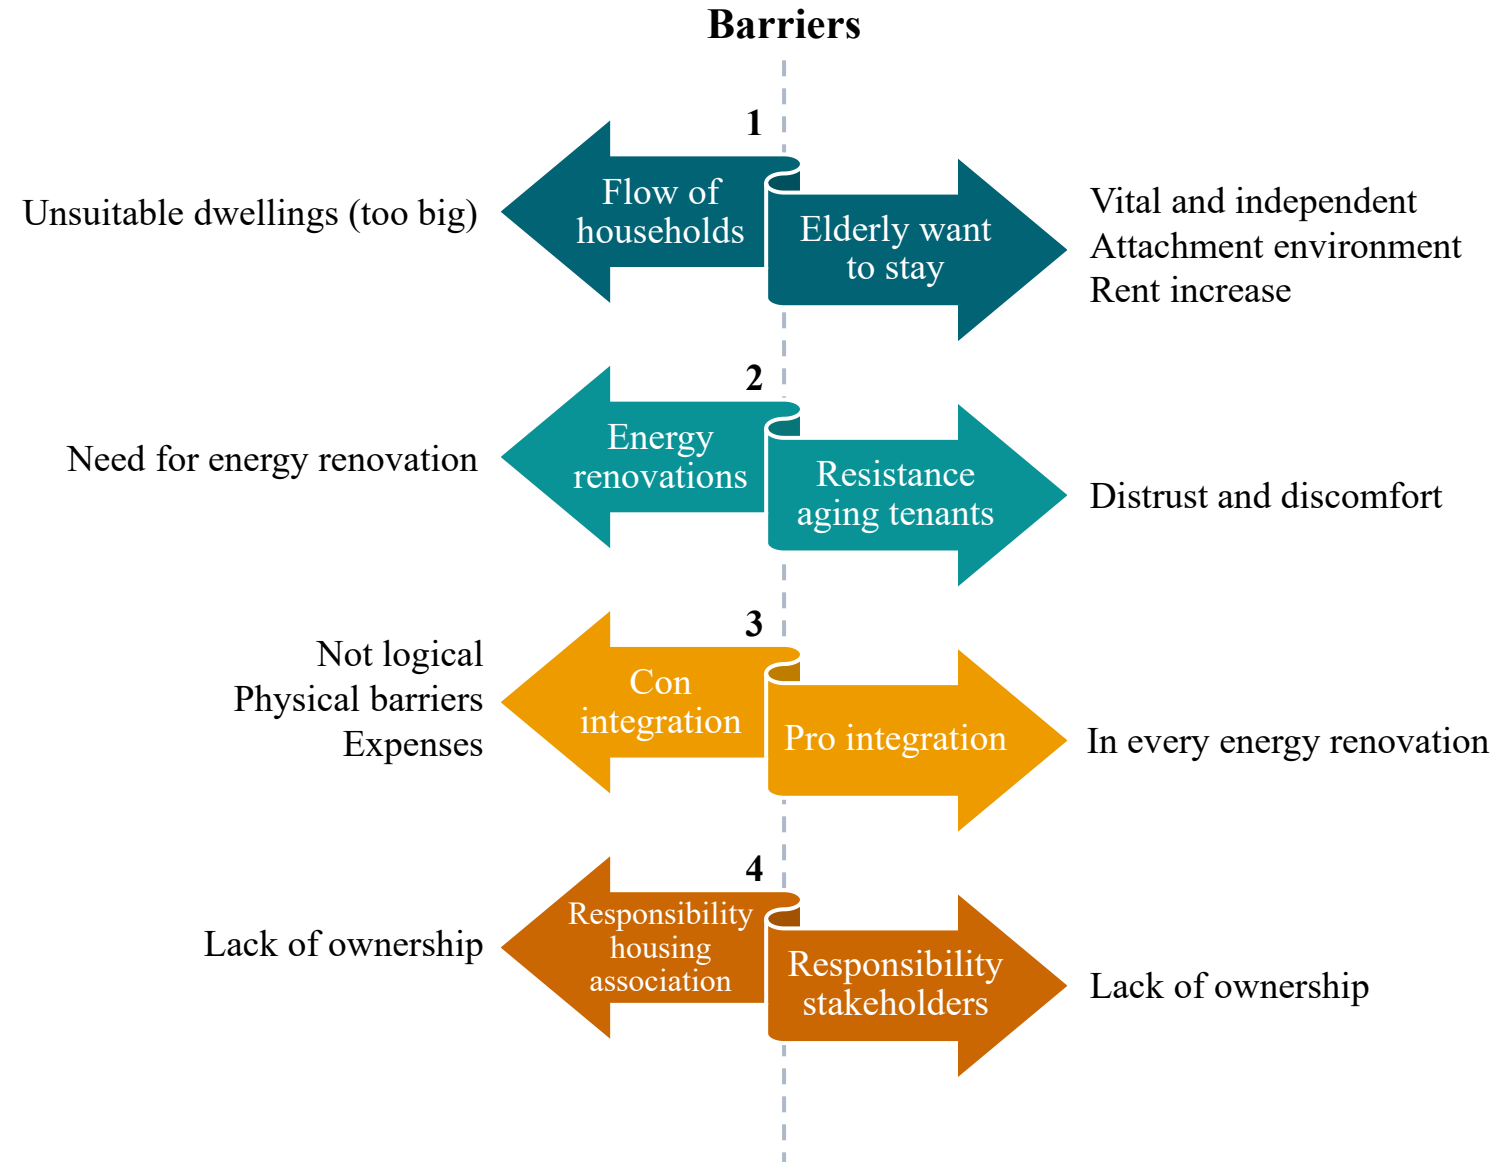 Barriers
1
Unsuitable dwellings (too big)
Flow of
households
Elderly want
to stay
Vital and independent
Attachment environment
Rent increase
2
Need for energy renovation
Energy
renovations
Resistance
aging tenants
Distrust and discomfort
3
Not logical
Physical barriers
Expenses
Con
integration
Pro integration
In every energy renovation
4
Lack of ownership
Responsibility
housing
association
Responsibility
stakeholders
Lack of ownership